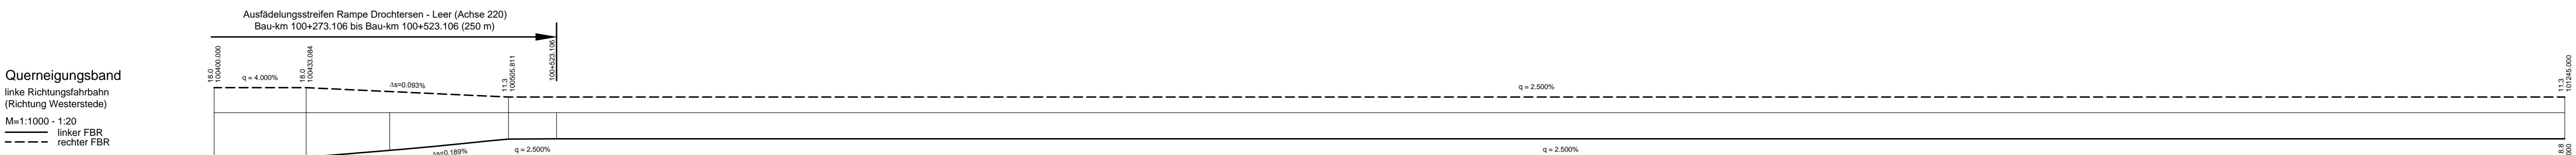 Ausfädelungsstreifen Rampe Drochtersen - Leer (Achse 220)
Bau-km 100+273.106 bis Bau-km 100+523.106 (250 m)
Querneigungsband
linke Richtungsfahrbahn
(Richtung Westerstede)
M=1:1000 - 1:20
linker FBR
rechter FBR
18.0
100400.000
q = 4.000%
18.0
100433.084
Δs=0.093%
11.3
100505.811
100+523.106
q = 2.500%
11.3
101245.000
Δs=0.189%
q = 2.500%
q = 2.500%
8.8